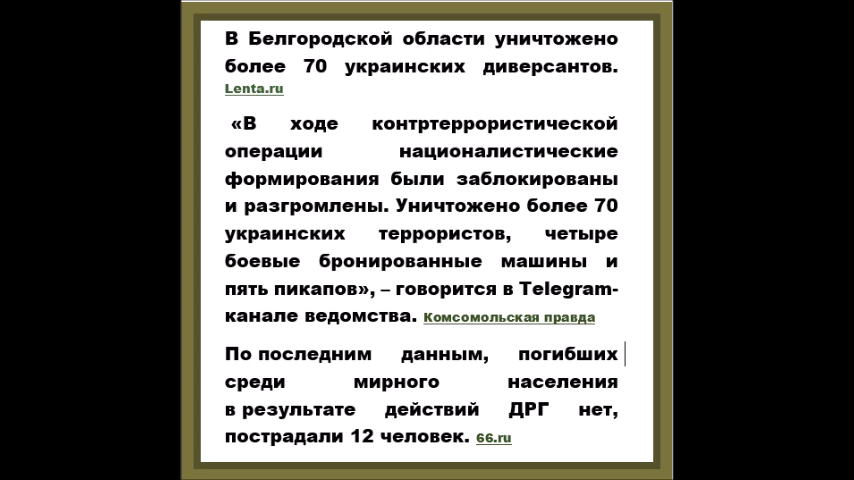 В Белгородской области уничтожено
более 70 украинских диверсантов.
Lenta.ru
«В ходе контртеррористической
операции националистические
формирования были заблокированы
и разгромлены. Уничтожено более 70
украинских террористов, четыре
боевые бронированные машины и
пять пикапов», – говорится в Telegram-
канале ведомства. Комсомольская правда
По последним данным, погибших
среди мирного населения
в результате действий ДРГ нет,
пострадали 12 человек. 66.ru